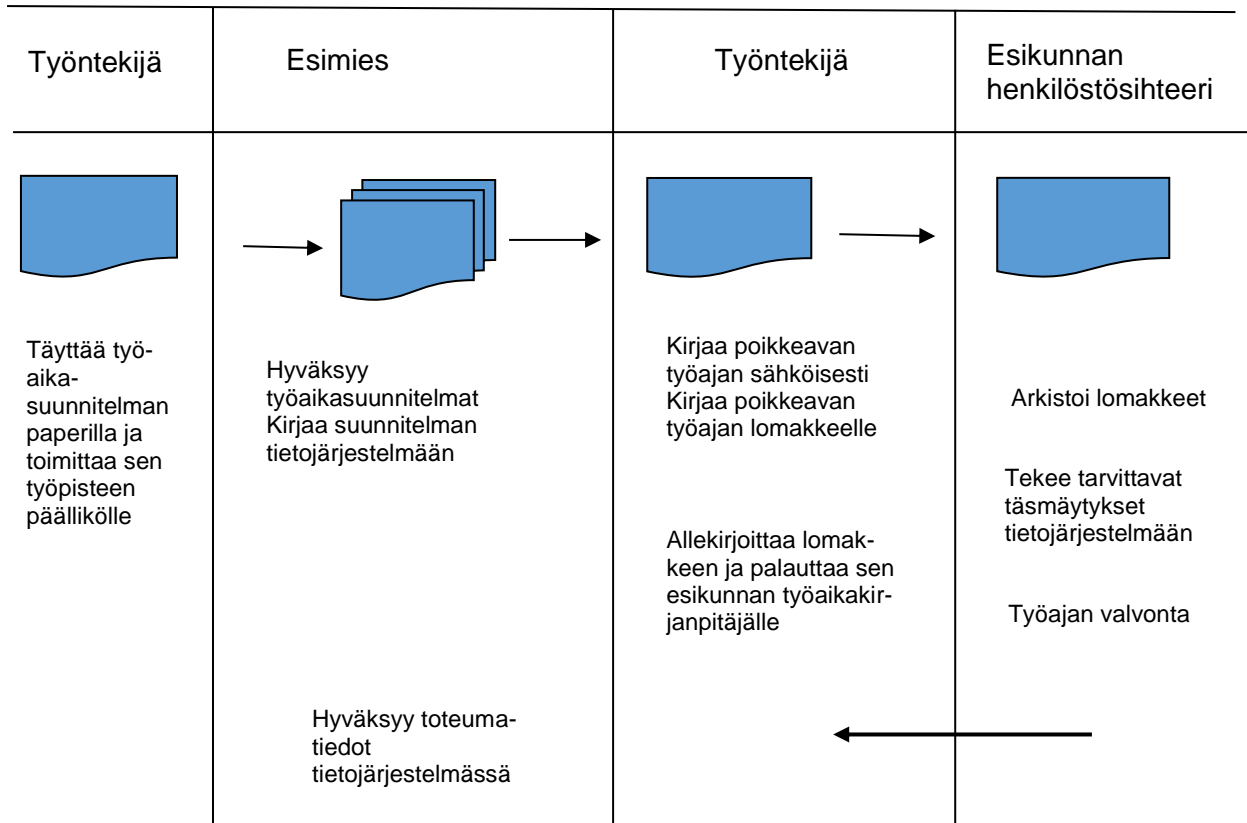 Työntekijä
Esimies
Työntekijä
Esikunnan
henkilöstösihteeri
Täyttää työ-
aika-
suunnitelman
paperilla ja
toimittaa sen
työpisteen
päällikölle
Hyväksyy
työaikasuunnitelmat
Kirjaa suunnitelman
tietojärjestelmään
Hyväksyy toteuma-
tiedot
tietojärjestelmässä
Kirjaa poikkeavan
työajan sähköisesti
Kirjaa poikkeavan
työajan lomakkeelle
Allekirjoittaa lomak-
keen ja palauttaa sen
esikunnan työaikakir-
janpitäjälle
Arkistoi lomakkeet
Tekee tarvittavat
täsmäytykset
tietojärjestelmään
Työajan valvonta